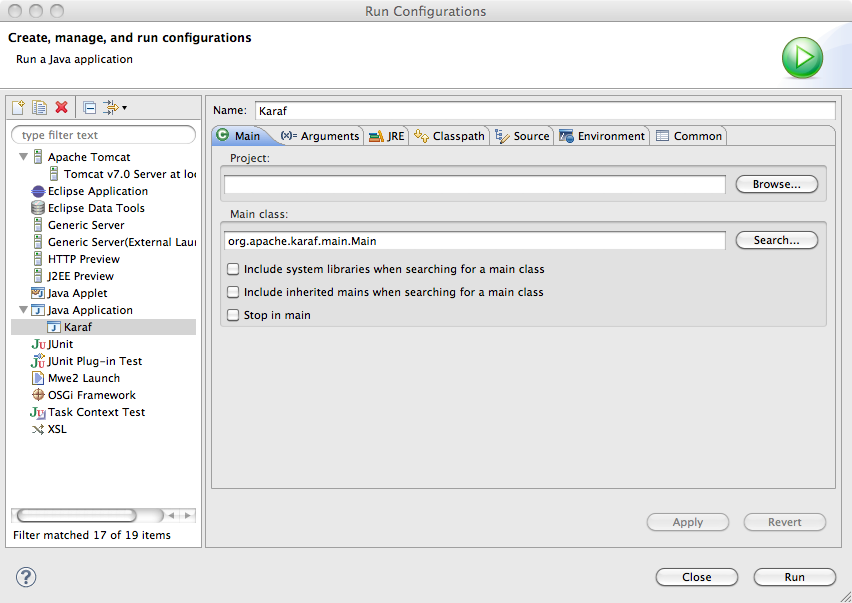 Run Configurations
Create, manage, and run configurations
Run a Java application
type filter text
Apache Tomcat
Tomcat v7.0 Server at loc
Eclipse Application
Eclipse Data Tools
Generic Server
Generic Server(External Laun
HTTP Preview
J2EE Preview
Java Applet
Java Application
Karaf
JUnit
JUnit Plug-in Test
Mwe2 Launch
OSGi Framework
Task Context Test
XSL
Filter matched 17 of 19 items
Name: Karaf
Main (x)= Arguments JRE Classpath Source Environment Common
Project:
Browse...
Main class:
org.apache.karaf.main.Main Search...
Include system libraries when searching for a main class
Include inherited mains when searching for a main class
Stop in main
Apply Revert
? Close Run